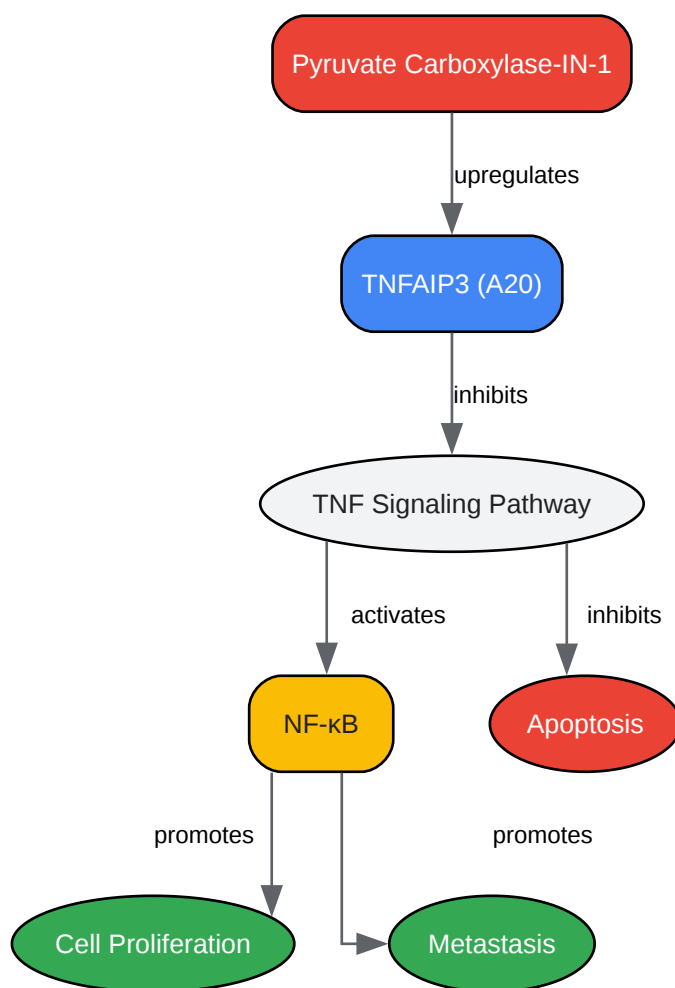 Pyruvate Carboxylase-IN-1
upregulates
TNFAIP3 (A20)
inhibits
TNF Signaling Pathway
activates
inhibits
NF-κB
Apoptosis
promotes
promotes
Cell Proliferation
Metastasis